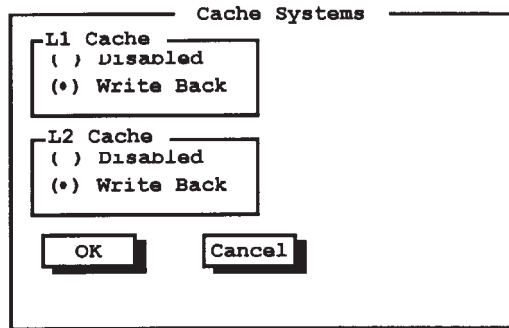 Cache Systems
L1 Cache
( ) Disabled
(•) Write Back
L2 Cache
( ) Disabled
(•) Write Back
OK
Cancel